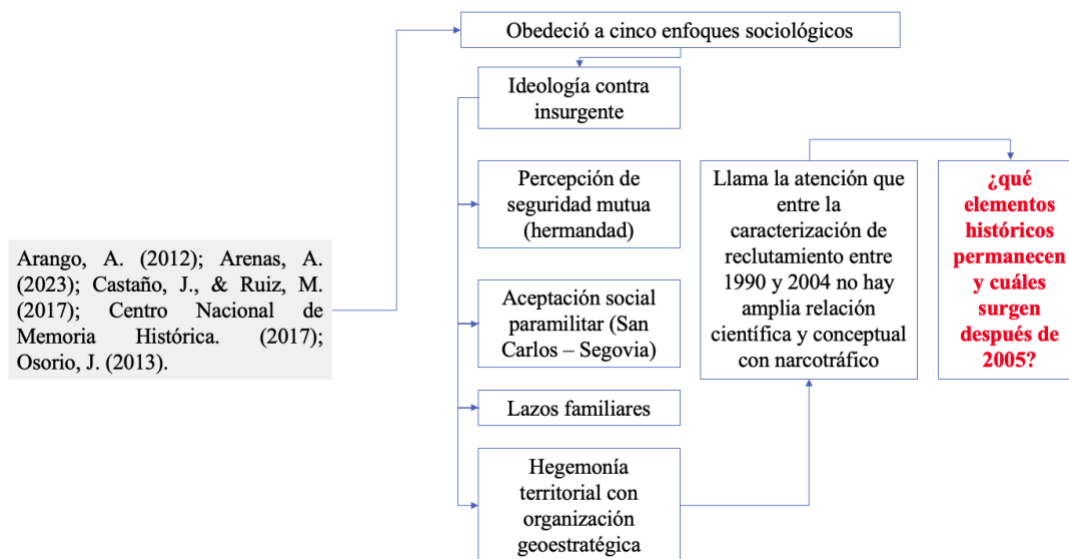 Obedeció a cinco enfoques sociológicos
Ideología contra
insurgente
Percepción de
seguridad mutua
(hermandad)
Aceptación social
paramilitar (San
Carlos – Segovia)
Lazos familiares
Hegemonía
territorial con
organización
geoestratégica
Arango, A. (2012); Arenas, A.
(2023); Castaño, J., & Ruiz, M.
(2017); Centro Nacional de
Memoria Histórica. (2017);
Osorio, J. (2013).
Llama la atención que
entre la
caracterización de
reclutamiento entre
1990 y 2004 no hay
amplia relación
científica y conceptual
con narcotráfico
¿qué
elementos
históricos
permanecen
y cuáles
surgen
después de
2005?